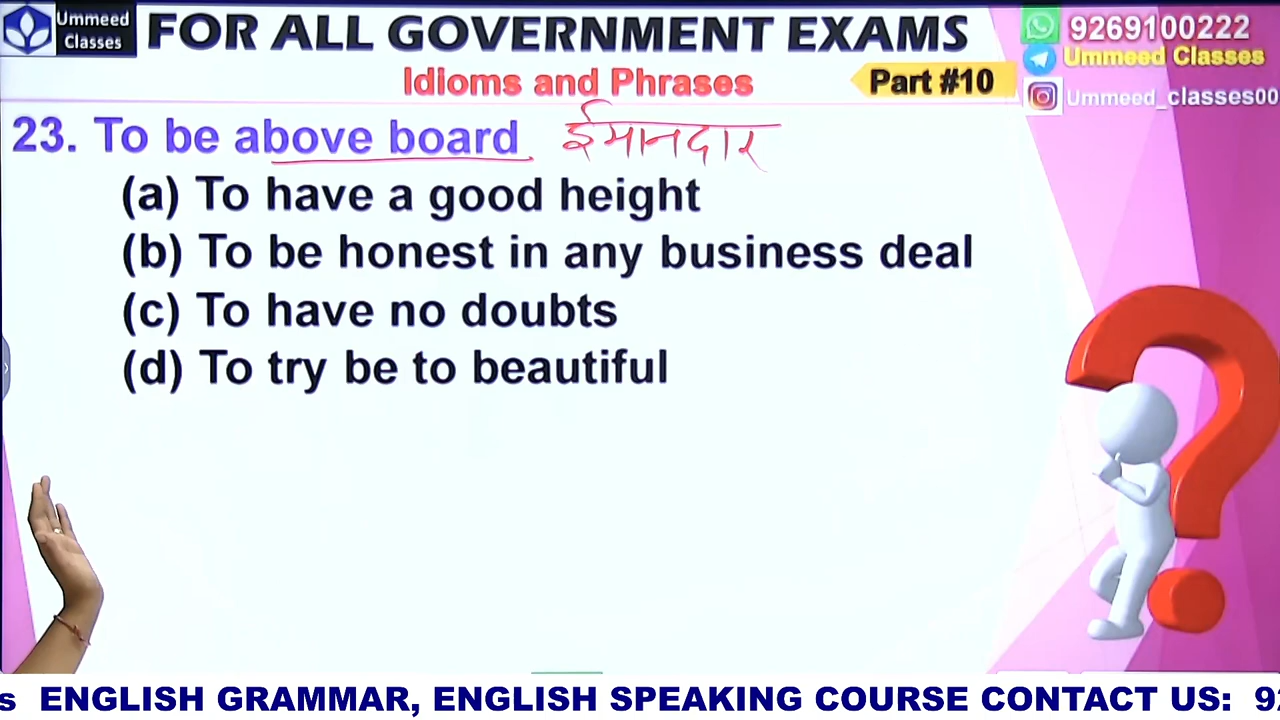 Ummeed
Classes
FOR ALL GOVERNMENT EXAMS
9269100222
Ummeed Classes
Idioms and Phrases
Part #10
Ummeed_classes00
23. To be above board ईमानदार
(a) To have a good height
(b) To be honest in any business deal
(c) To have no doubts
(d) To try be to beautiful
s ENGLISH GRAMMAR, ENGLISH SPEAKING COURSE CONTACT US: 92